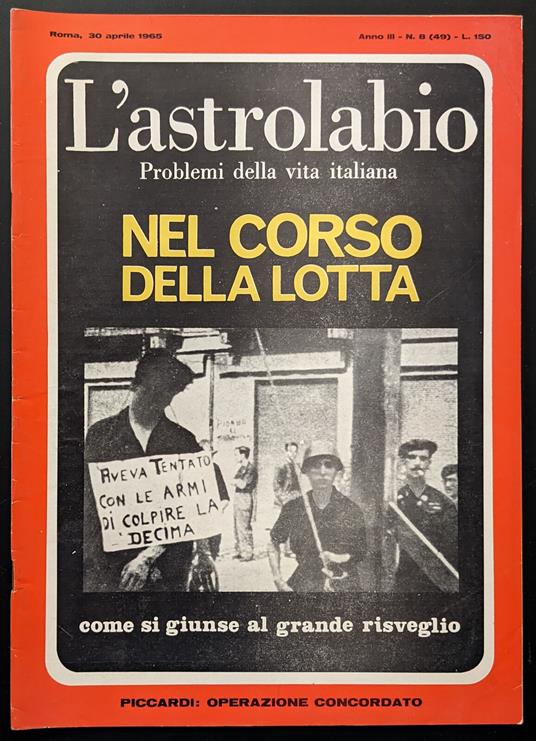 Roma, 30 aprile 1965
Anno III - N. 8 (49) - L. 150
L'astrolabio
Problemi della vita italiana
NEL CORSO
DELLA LOTTA
AVEVA TENTATO
CON LE ARMI
DI COLPIRE LA
DECIMA
come si giunse al grande risveglio
PICCARDI: OPERAZIONE CONCORDATO